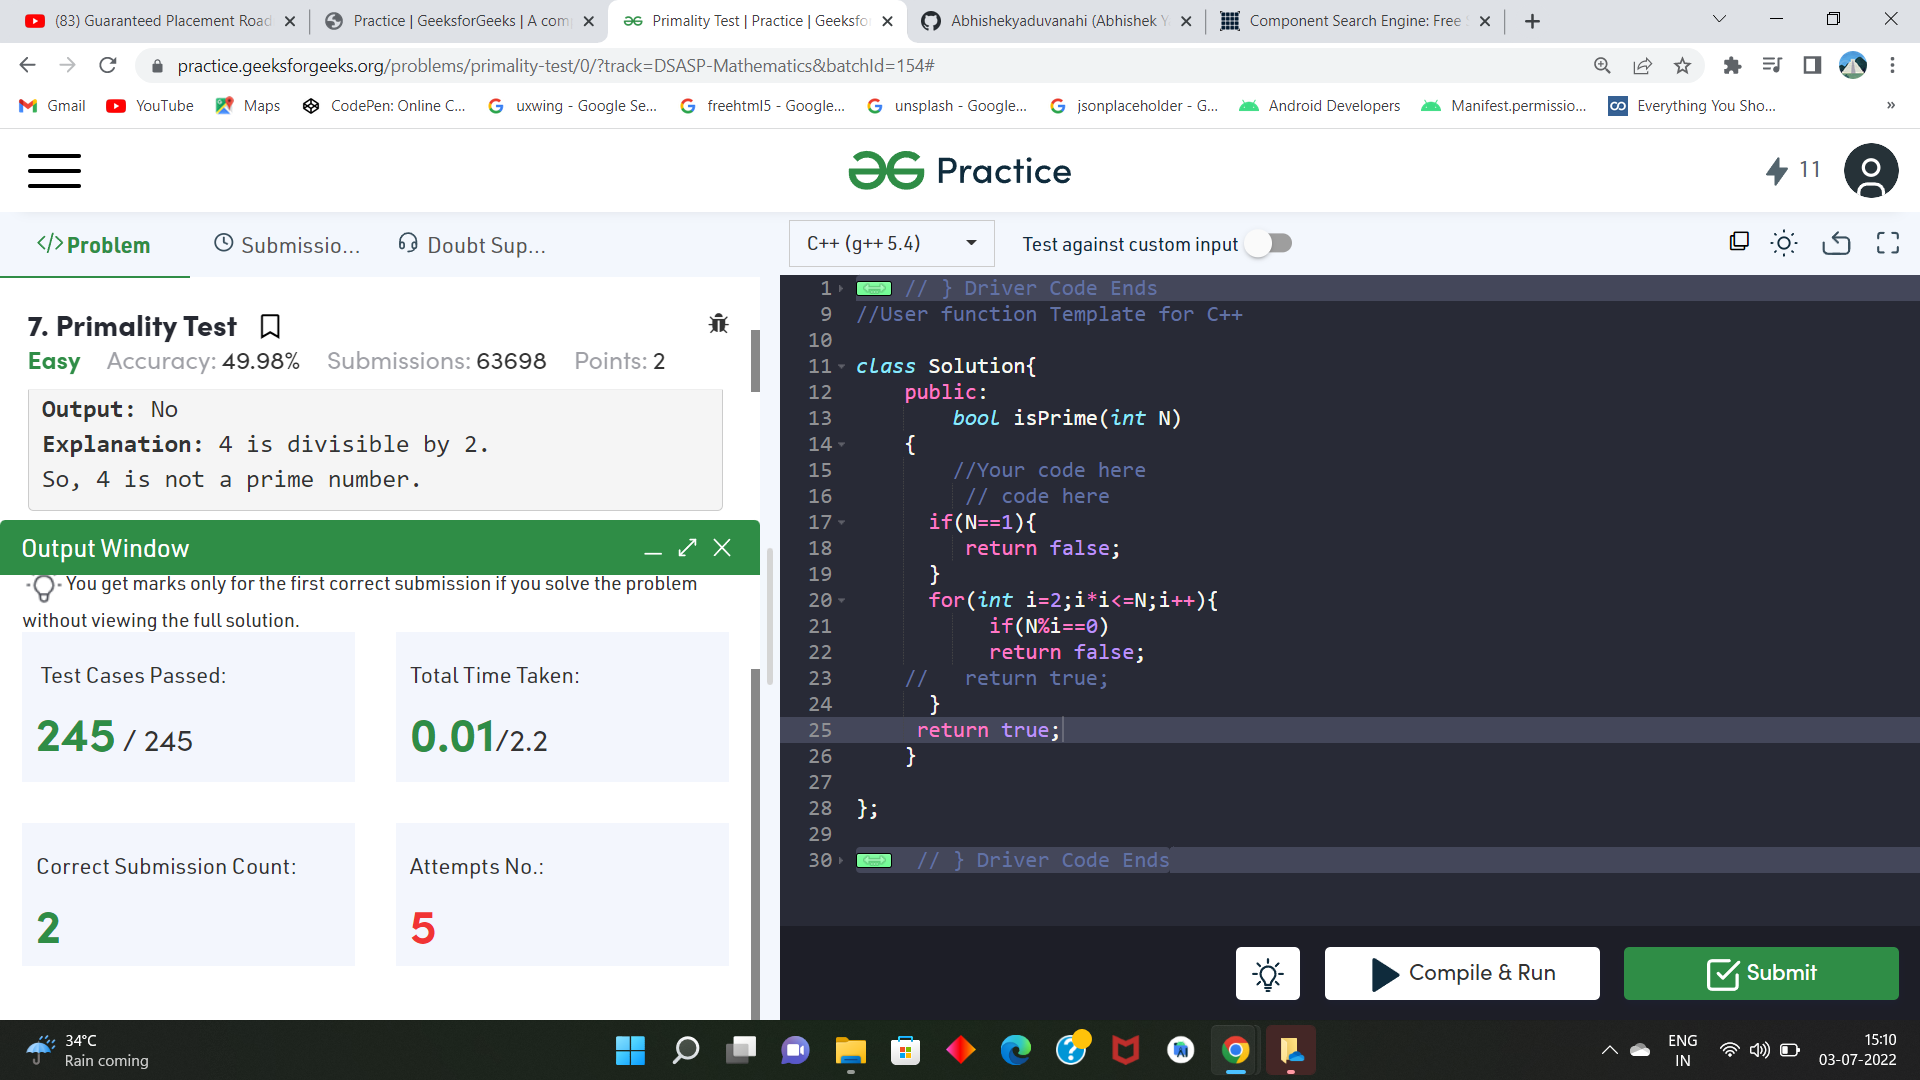 (83) Guaranteed Placement Road
Practice | GeeksforGeeks | A com
Primality Test | Practice | Geeksfo
Abhishekyaduvanahi (Abhishek Y
Component Search Engine: Free
practice.geeksforgeeks.org/problems/primality-test/0/?track=DSASP-Mathematics&batchId=154#
Gmail
YouTube
Maps
CodePen: Online C...
uxwing - Google Se...
freehtml5 - Google...
unsplash - Google...
jsonplaceholder - G...
Android Developers
Manifest.permissio...
Everything You Sho...
»
Practice
11
</>Problem
Submissio...
Doubt Sup...
C++ (g++ 5.4)
Test against custom input
7. Primality Test
Easy Accuracy: 49.98% Submissions: 63698 Points: 2
Output: No
Explanation: 4 is divisible by 2.
So, 4 is not a prime number.
Output Window
You get marks only for the first correct submission if you solve the problem
without viewing the full solution.
Test Cases Passed:
245 / 245
Total Time Taken:
0.01/2.2
Correct Submission Count:
2
Attempts No.:
5
1 // } Driver Code Ends
9 //User function Template for C++
10
11 class Solution{
12 public:
13 bool isPrime(int N)
14 {
15 //Your code here
16 // code here
17 if(N==1){
18 return false;
19 }
20 for(int i=2;i*i<=N;i++){
21 if(N%i==0)
22 return false;
23 // return true;
24 }
25 return true;
26 }
27
28 };
29
30 // } Driver Code Ends
Compile & Run
Submit
34°C
Rain coming
ENG
IN
15:10
03-07-2022